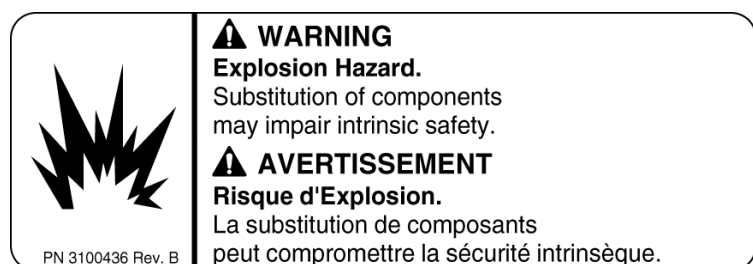 WARNING
Explosion Hazard.
Substitution of components
may impair intrinsic safety.
AVERTISSEMENT
Risque d'Explosion.
La substitution de composants
peut compromettre la sécurité intrinsèque.
PN 3100436 Rev. B